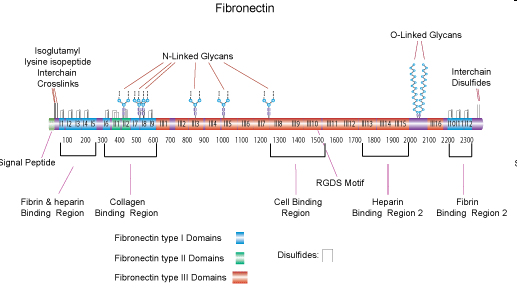 Fibronectin
O-Linked Glycans
Isoglutamyl
lysine isopeptide
Interchain
Crosslinks
N-Linked Glycans
Interchain
Disulfides
100 200 300 400 500 600 700 800 900 1000 1100 1200 1300 1400 1500 1600 1700 1800 1900 2000 2100 2200 2300
Signal Peptide
RGDS Motif
Fibrin & heparin
Binding Region
Collagen
Binding Region
Cell Binding
Region
Heparin
Binding Region 2
Fibrin
Binding Region 2
Fibronectin type I Domains
Fibronectin type II Domains
Fibronectin type III Domains
Disulfides: